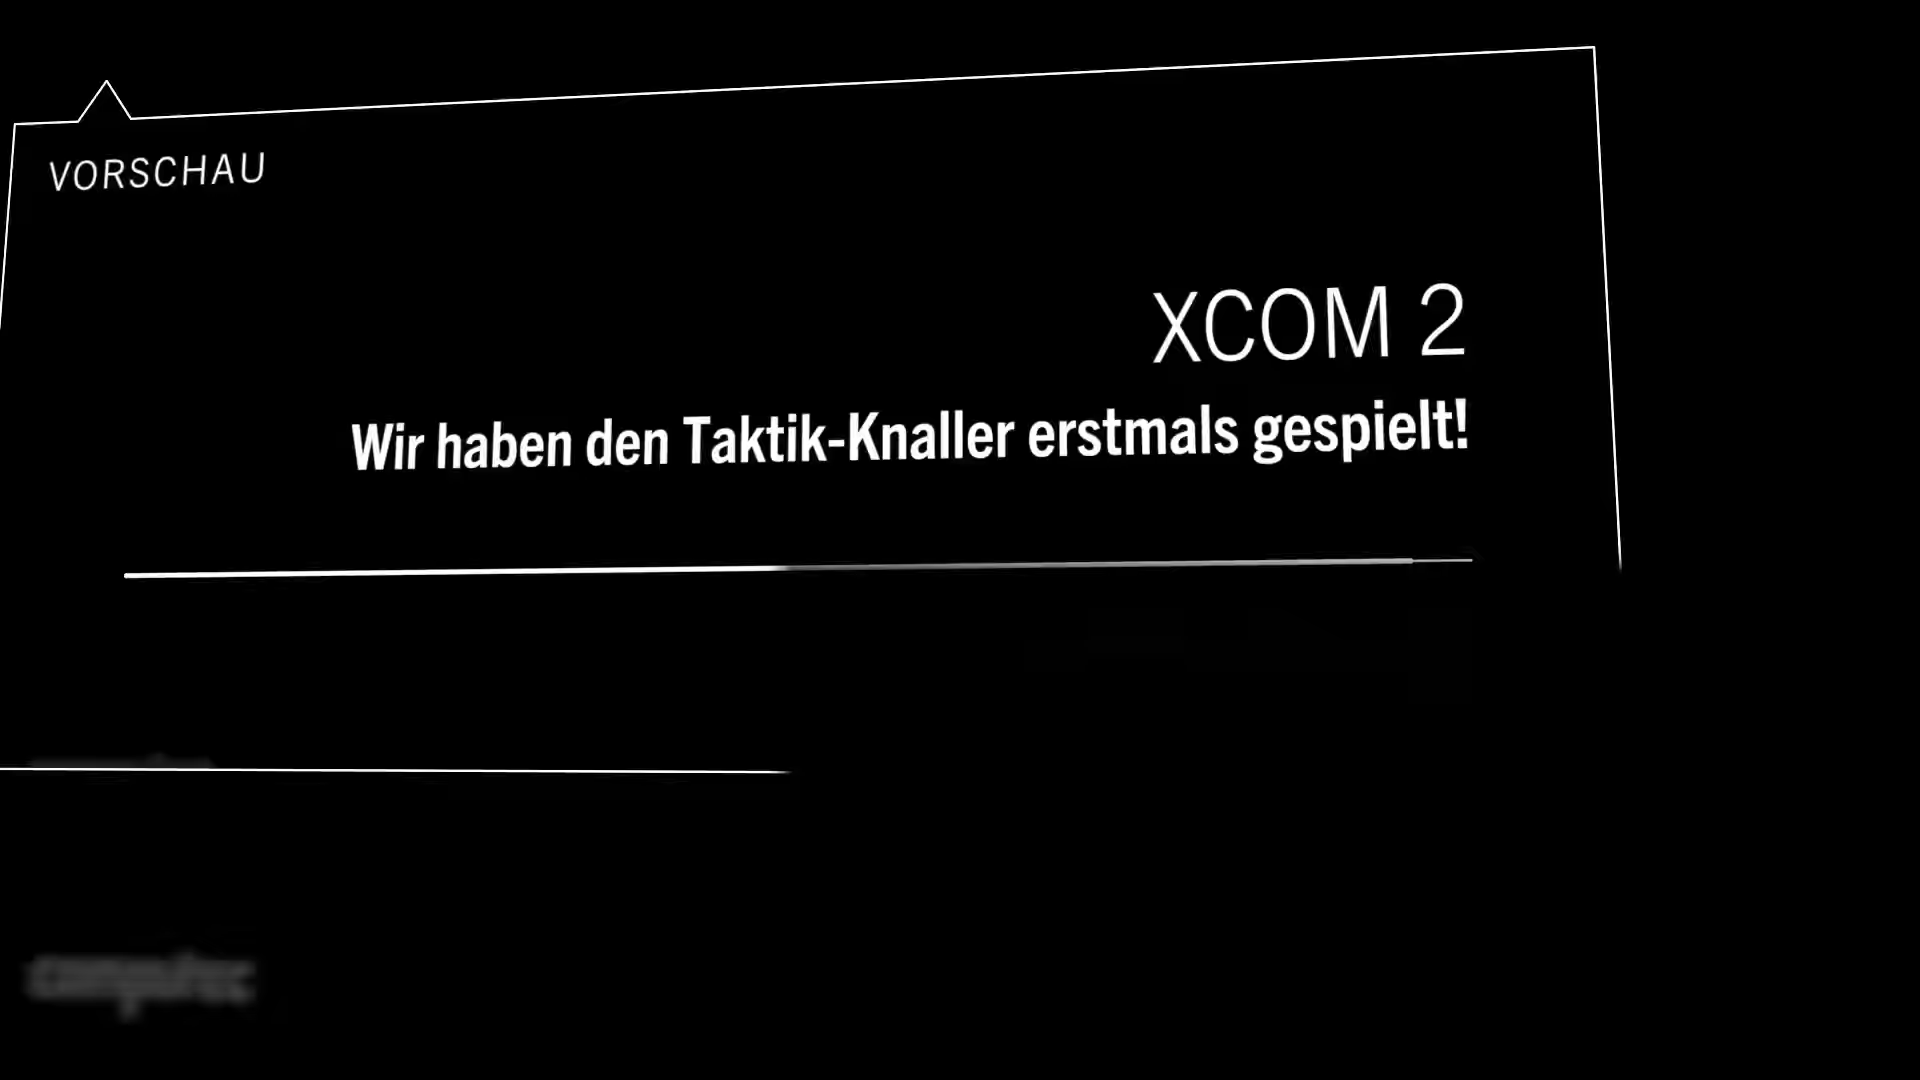 VORSCHAU
XCOM 2
Wir haben den Taktik-Knaller erstmals gespielt!